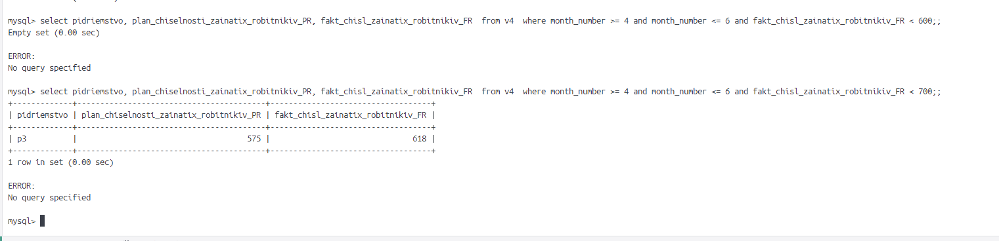 mysql> select pidriemstvo, plan_chiselnosti_zainatix_robitnikiv_PR, fakt_chisl_zainatix_robitnikiv_FR  from v4  where month_number >= 4 and month_number <= 6 and fakt_chisl_zainatix_robitnikiv_FR < 600;;
Empty set (0.00 sec)

ERROR:
No query specified

mysql> select pidriemstvo, plan_chiselnosti_zainatix_robitnikiv_PR, fakt_chisl_zainatix_robitnikiv_FR  from v4  where month_number >= 4 and month_number <= 6 and fakt_chisl_zainatix_robitnikiv_FR < 700;;
+-------------+-----------------------------------------+-----------------------------------+
| pidriemstvo | plan_chiselnosti_zainatix_robitnikiv_PR | fakt_chisl_zainatix_robitnikiv_FR |
+-------------+-----------------------------------------+-----------------------------------+
| p3          |                                     575 |                               618 |
+-------------+-----------------------------------------+-----------------------------------+
1 row in set (0.00 sec)

ERROR:
No query specified

mysql>